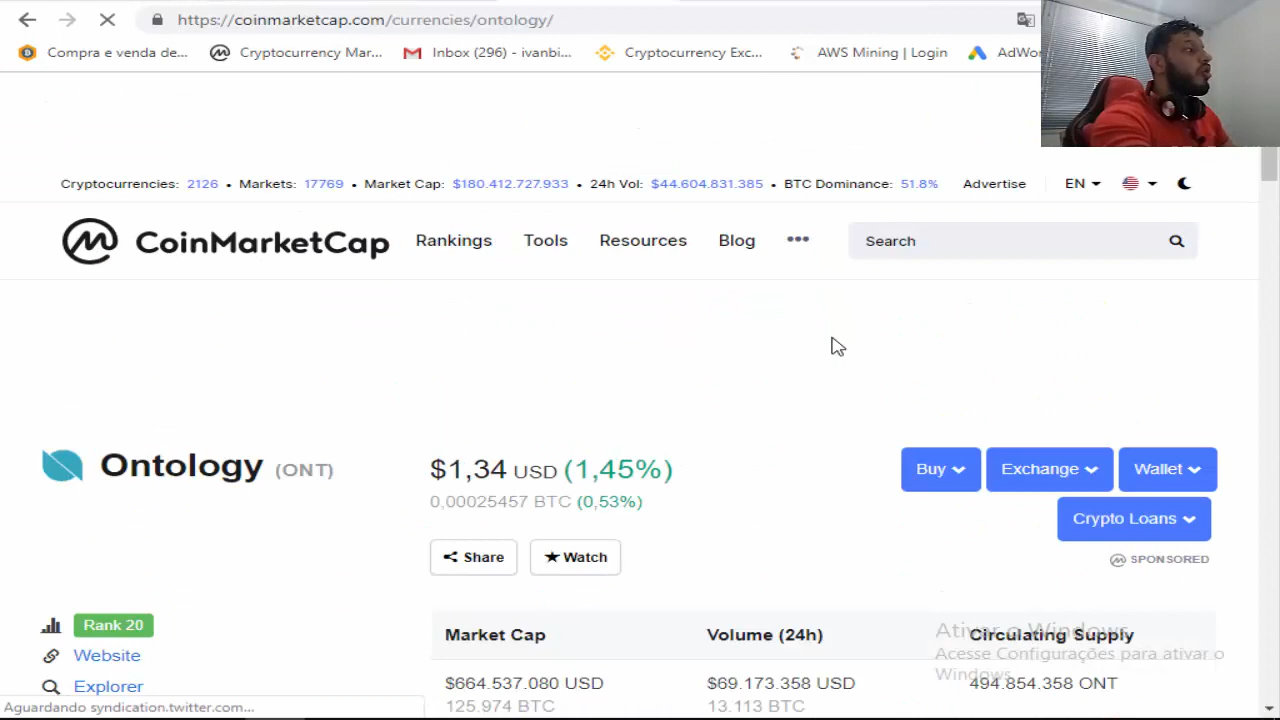 https://coinmarketcap.com/currencies/ontology/
Compra e venda de... Cryptocurrency Mar... Inbox (296) - ivanbi... Cryptocurrency Exc... AWS Mining | Login AdWo
Cryptocurrencies: 2126 • Markets: 17769 • Market Cap: $180.412.727.933 • 24h Vol: $44.604.831.385 • BTC Dominance: 51.8% Advertise EN
CoinMarketCap Rankings Tools Resources Blog ••• Search
Ontology (ONT) $1,34 USD (1,45%) Buy Exchange Wallet
0,00025457 BTC (0,53%)
Crypto Loans
Share Watch
SPONSORED
Rank 20
Market Cap Volume (24h) Circulating Supply
Website
$664.537.080 USD $69.173.358 USD 494.854.358 ONT
Explorer
125.974 BTC 13.113 BTC
Ativar o Windows
Acesse Configurações para ativar o
Windows.
Aguardando syndication.twitter.com...